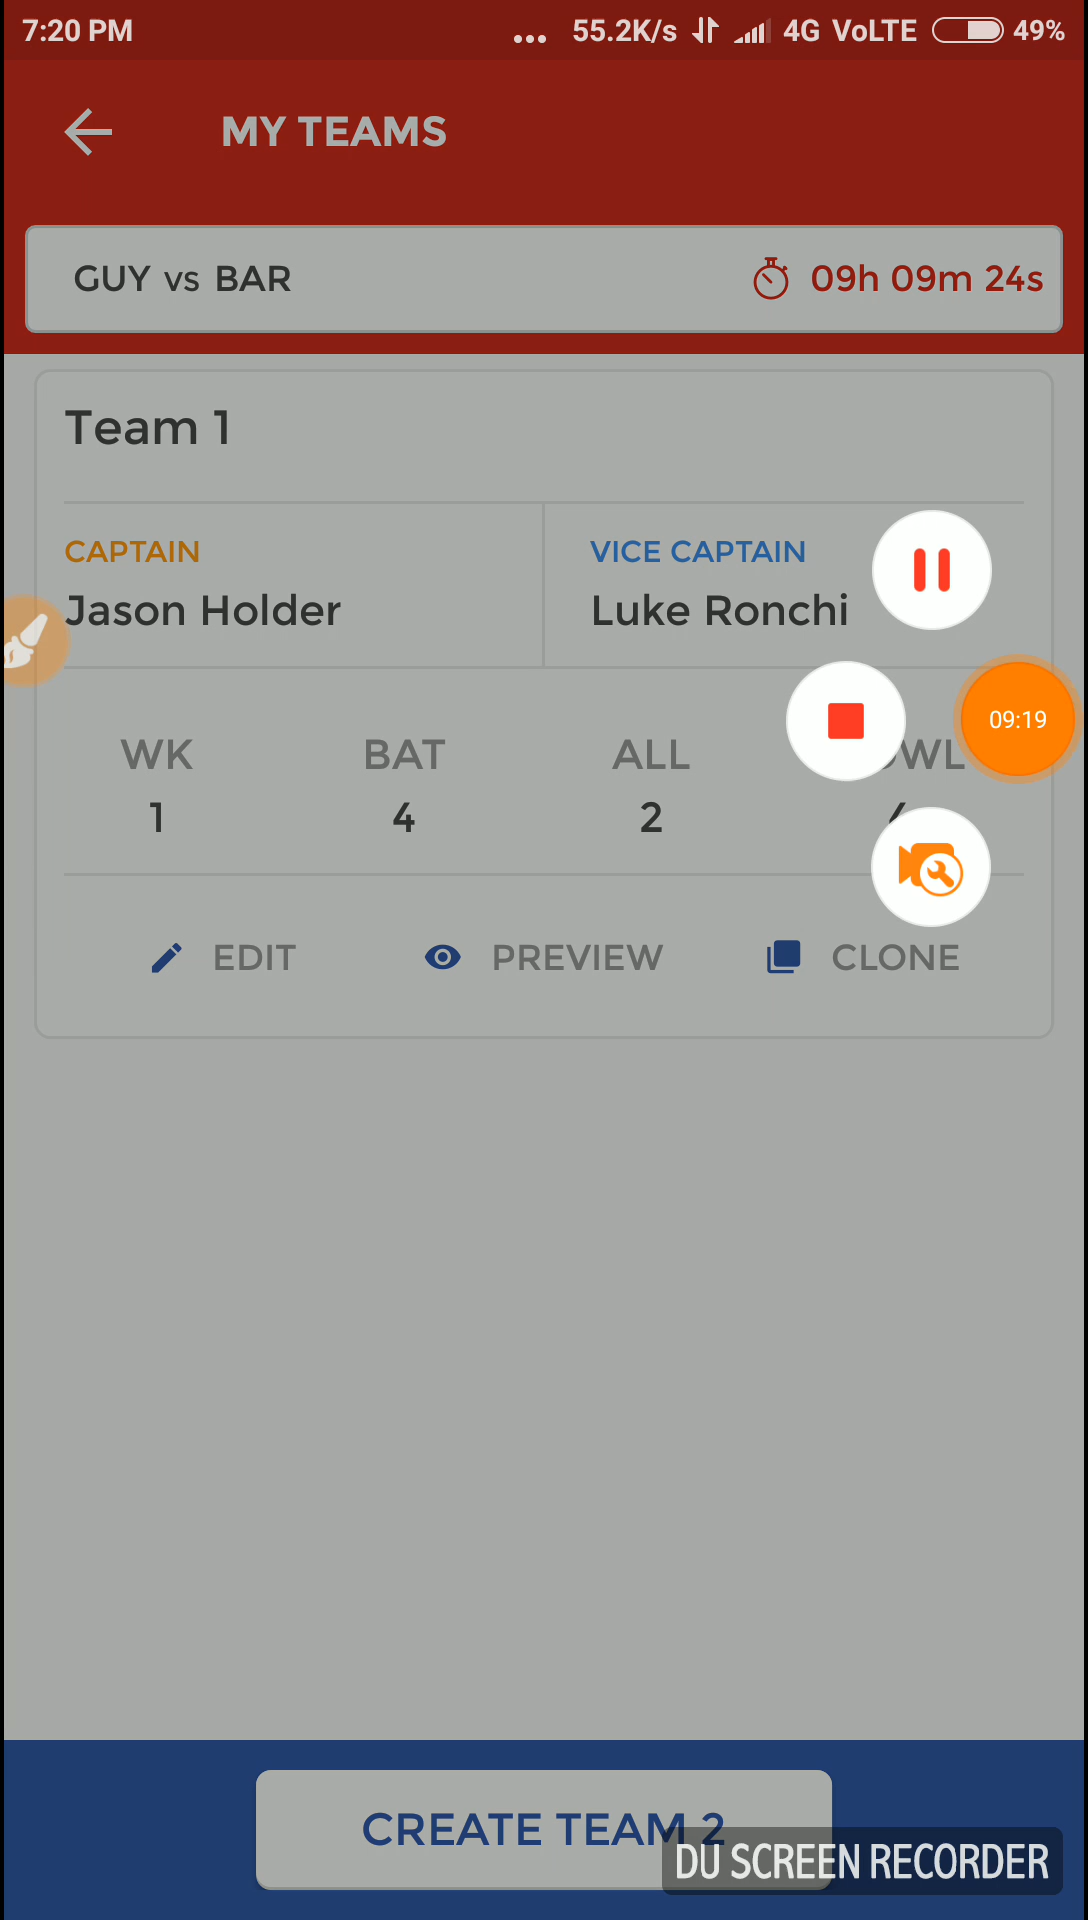 7:20 PM ... 55.2K/s 4G VoLTE 49%
MY TEAMS
GUY vs BAR 09h 09m 24s
Team 1
CAPTAIN VICE CAPTAIN
Jason Holder Luke Ronchi
09:19
WK BAT ALL WL
1 4 2
EDIT PREVIEW CLONE
CREATE TEAM 2
DU SCREEN RECORDER